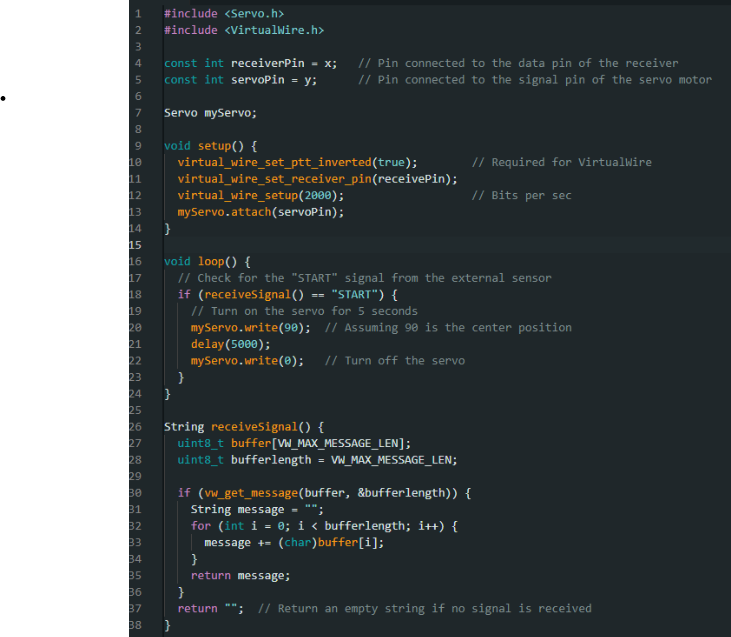 1 #include <Servo.h>
2 #include <VirtualWire.h>
3
4 const int receiverPin = x;   // Pin connected to the data pin of the receiver
5 const int servoPin = y;      // Pin connected to the signal pin of the servo motor
6
7 Servo myServo;
8
9 void setup() {
10   virtual_wire_set_ptt_inverted(true);        // Required for VirtualWire
11   virtual_wire_set_receiver_pin(receivePin);
12   virtual_wire_setup(2000);                   // Bits per sec
13   myServo.attach(servoPin);
14 }
15
16 void loop() {
17   // Check for the "START" signal from the external sensor
18   if (receiveSignal() == "START") {
19     // Turn on the servo for 5 seconds
20     myServo.write(90);  // Assuming 90 is the center position
21     delay(5000);
22     myServo.write(0);   // Turn off the servo
23   }
24 }
25
26 String receiveSignal() {
27   uint8_t buffer[VW_MAX_MESSAGE_LEN];
28   uint8_t bufferlength = VW_MAX_MESSAGE_LEN;
29
30   if (vw_get_message(buffer, &bufferlength)) {
31     String message = "";
32     for (int i = 0; i < bufferlength; i++) {
33       message += (char)buffer[i];
34     }
35     return message;
36   }
37   return "";  // Return an empty string if no signal is received
38 }